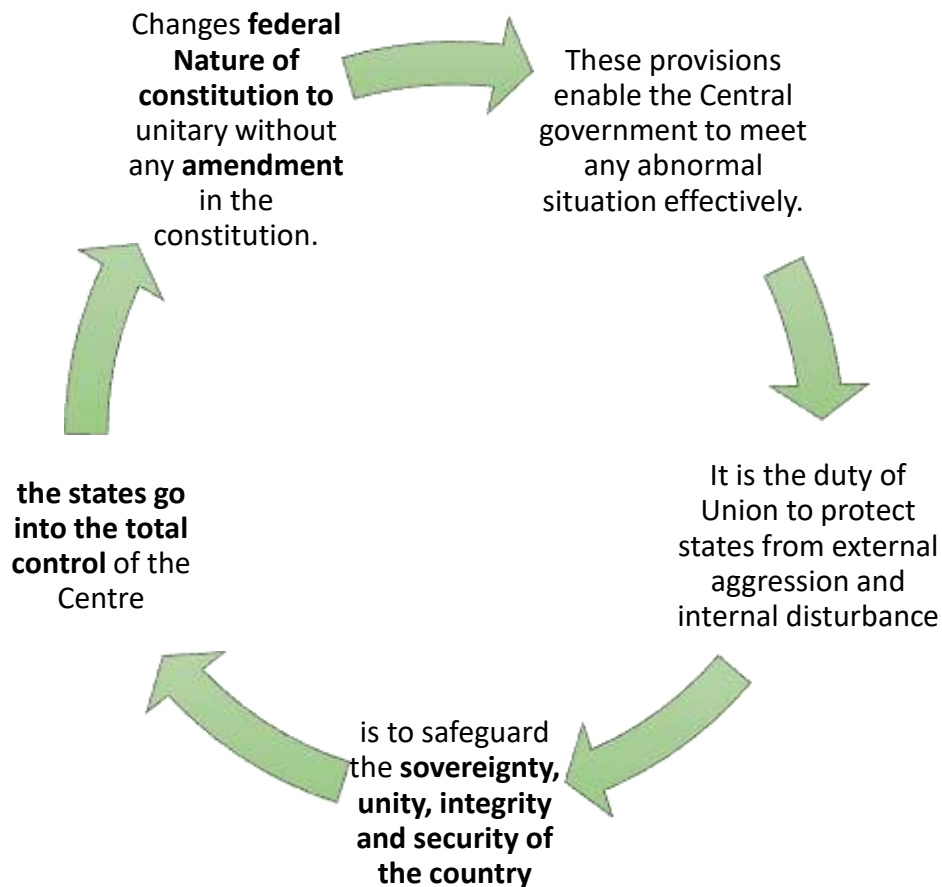 Changes federal
Nature of
constitution to
unitary without
any amendment
in the
constitution.
These provisions
enable the Central
government to meet
any abnormal
situation effectively.
It is the duty of
Union to protect
states from external
aggression and
internal disturbance
is to safeguard
the sovereignty,
unity, integrity
and security of
the country
the states go
into the total
control of the
Centre